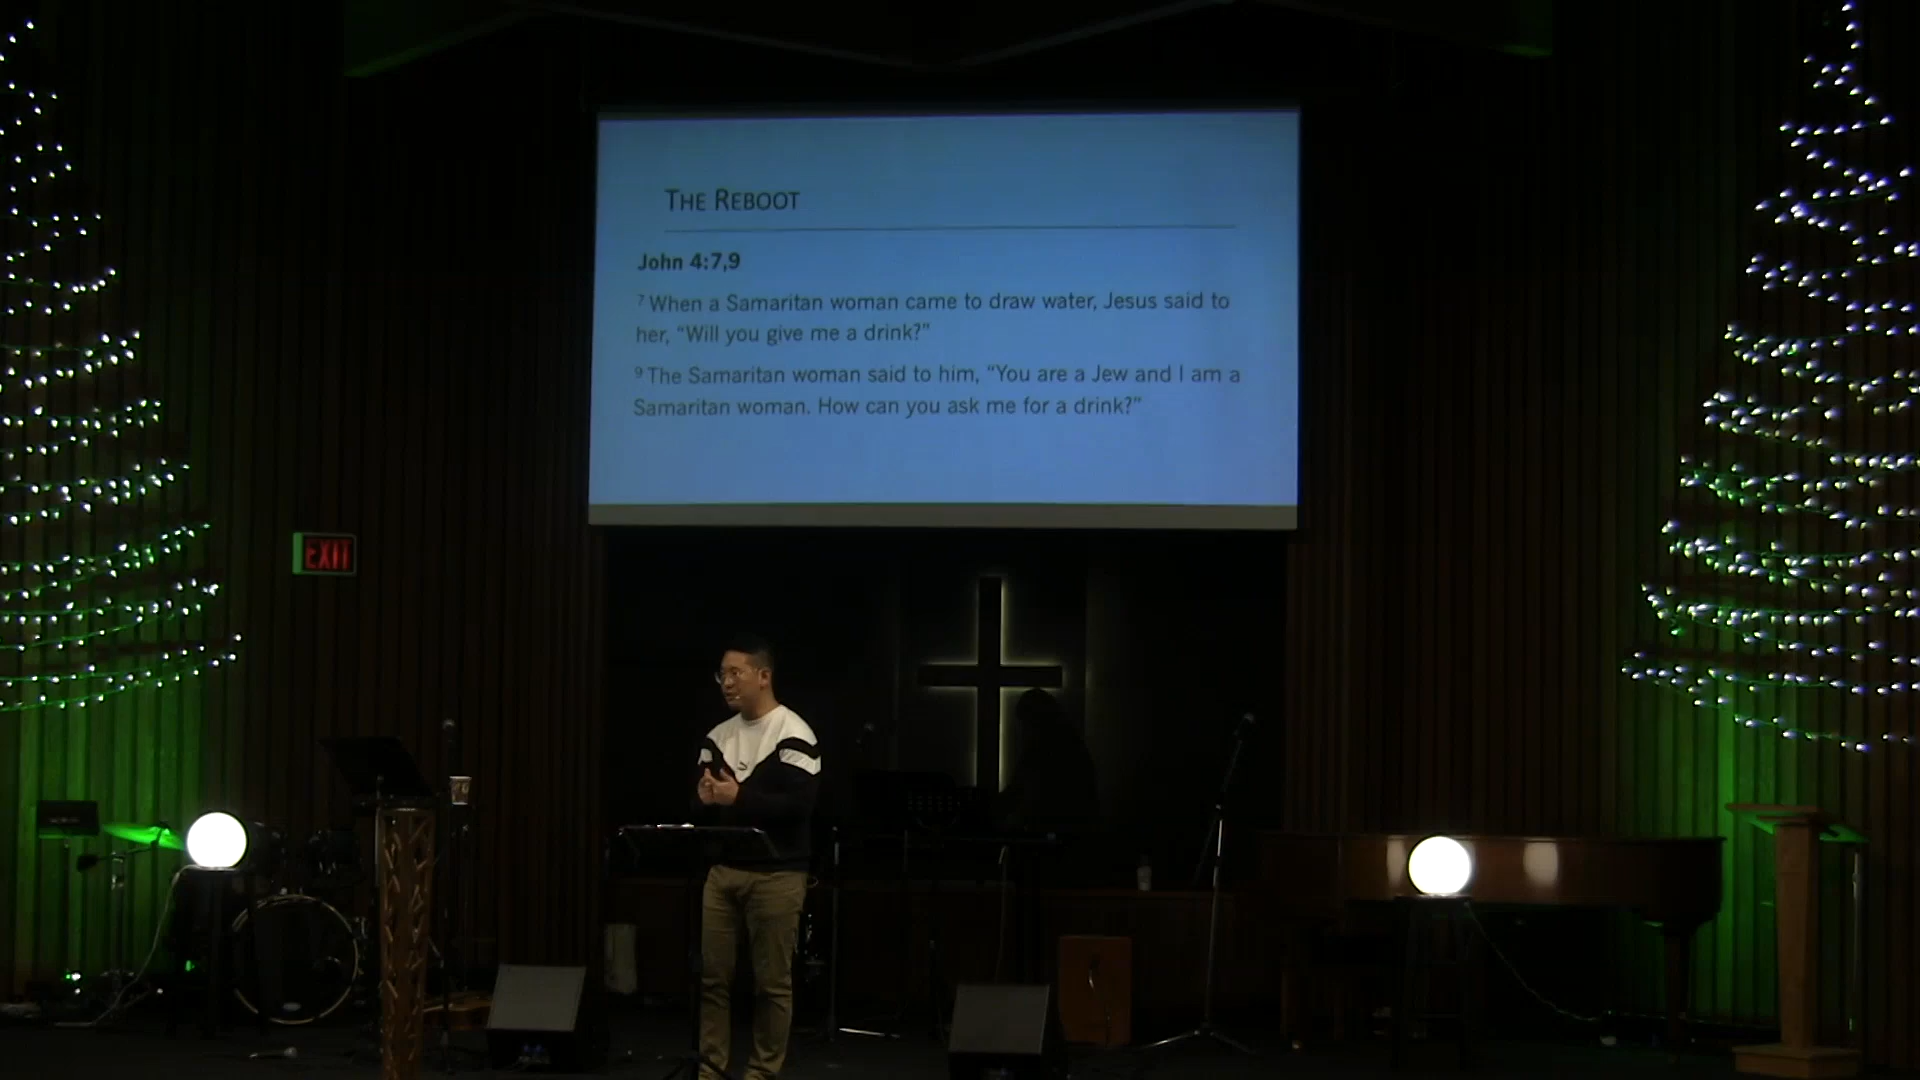 THE REBOOT
John 4:7,9
7 When a Samaritan woman came to draw water, Jesus said to
her, “Will you give me a drink?”
9 The Samaritan woman said to him, “You are a Jew and I am a
Samaritan woman. How can you ask me for a drink?”
EXIT